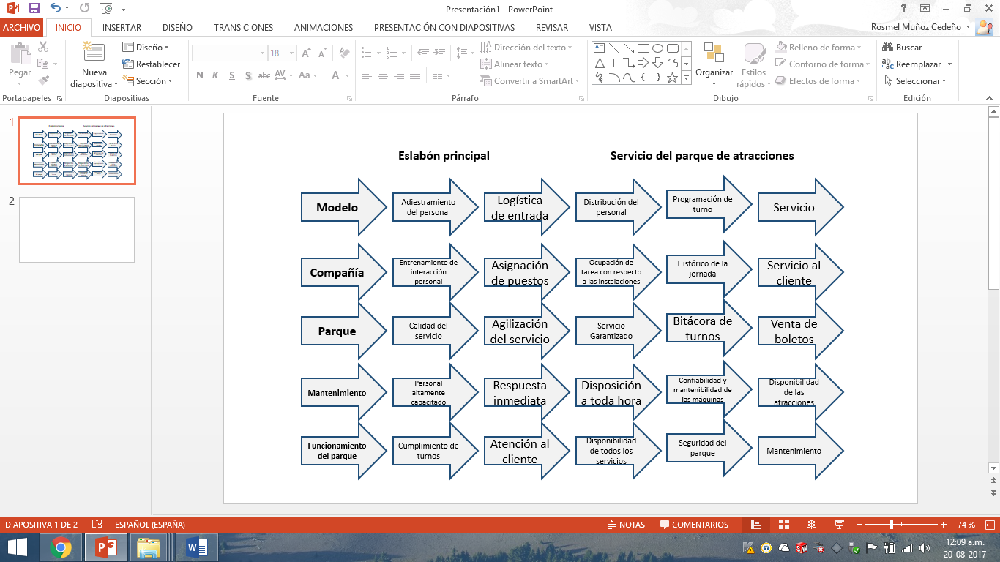 Presentación1 - PowerPoint
ARCHIVO INICIO INSERTAR DISEÑO TRANSICIONES ANIMACIONES PRESENTACIÓN CON DIAPOSITIVAS REVISAR VISTA Rosmel Muñoz Cedeño
Pegar
Portapapeles
Nueva
diapositiva
Diseño
Restablecer
Sección
Diapositivas
18
N K S S abc AV Aa A
Fuente
Dirección del texto
Alinear texto
Convertir a SmartArt
Párrafo
Organizar
Estilos
rápidos
Relleno de forma
Contorno de forma
Efectos de forma
Dibujo
Buscar
Reemplazar
Seleccionar
Edición
1
2
Eslabón principal
Servicio del parque de atracciones
Modelo
Adiestramiento
del personal
Logística
de entrada
Distribución del
personal
Programación de
turno
Servicio
Compañía
Entrenamiento de
interacción
personal
Asignación
de puestos
Ocupación de
tarea con respecto
a las instalaciones
Histórico de la
jornada
Servicio al
cliente
Parque
Calidad del
servicio
Agilización
del servicio
Servicio
Garantizado
Bitácora de
turnos
Venta de
boletos
Mantenimiento
Personal
altamente
capacitado
Respuesta
inmediata
Disposición
a toda hora
Confiabilidad y
mantenibilidad de
las máquinas
Disponibilidad
de las
atracciones
Funcionamiento
del parque
Cumplimiento de
turnos
Atención al
cliente
Disponibilidad
de todos los
servicios
Seguridad del
parque
Mantenimiento
DIAPOSITIVA 1 DE 2 ESPAÑOL (ESPAÑA) NOTAS COMENTARIOS 74 %
12:09 a.m.
20-08-2017